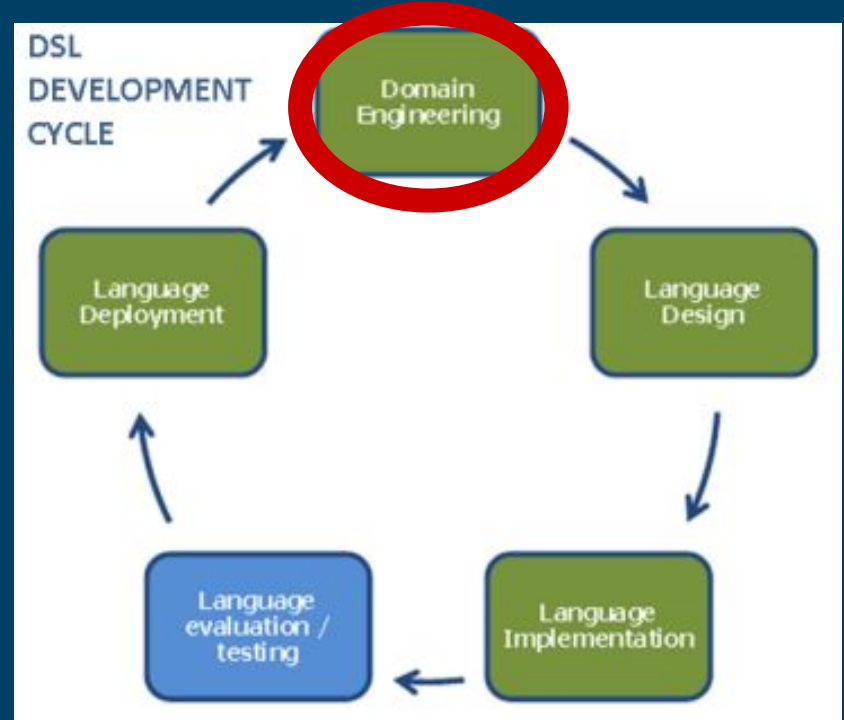 DSL
DEVELOPMENT
CYCLE
Domain
Engineering
Language
Design
Language
Implementation
Language
evaluation /
testing
Language
Deployment